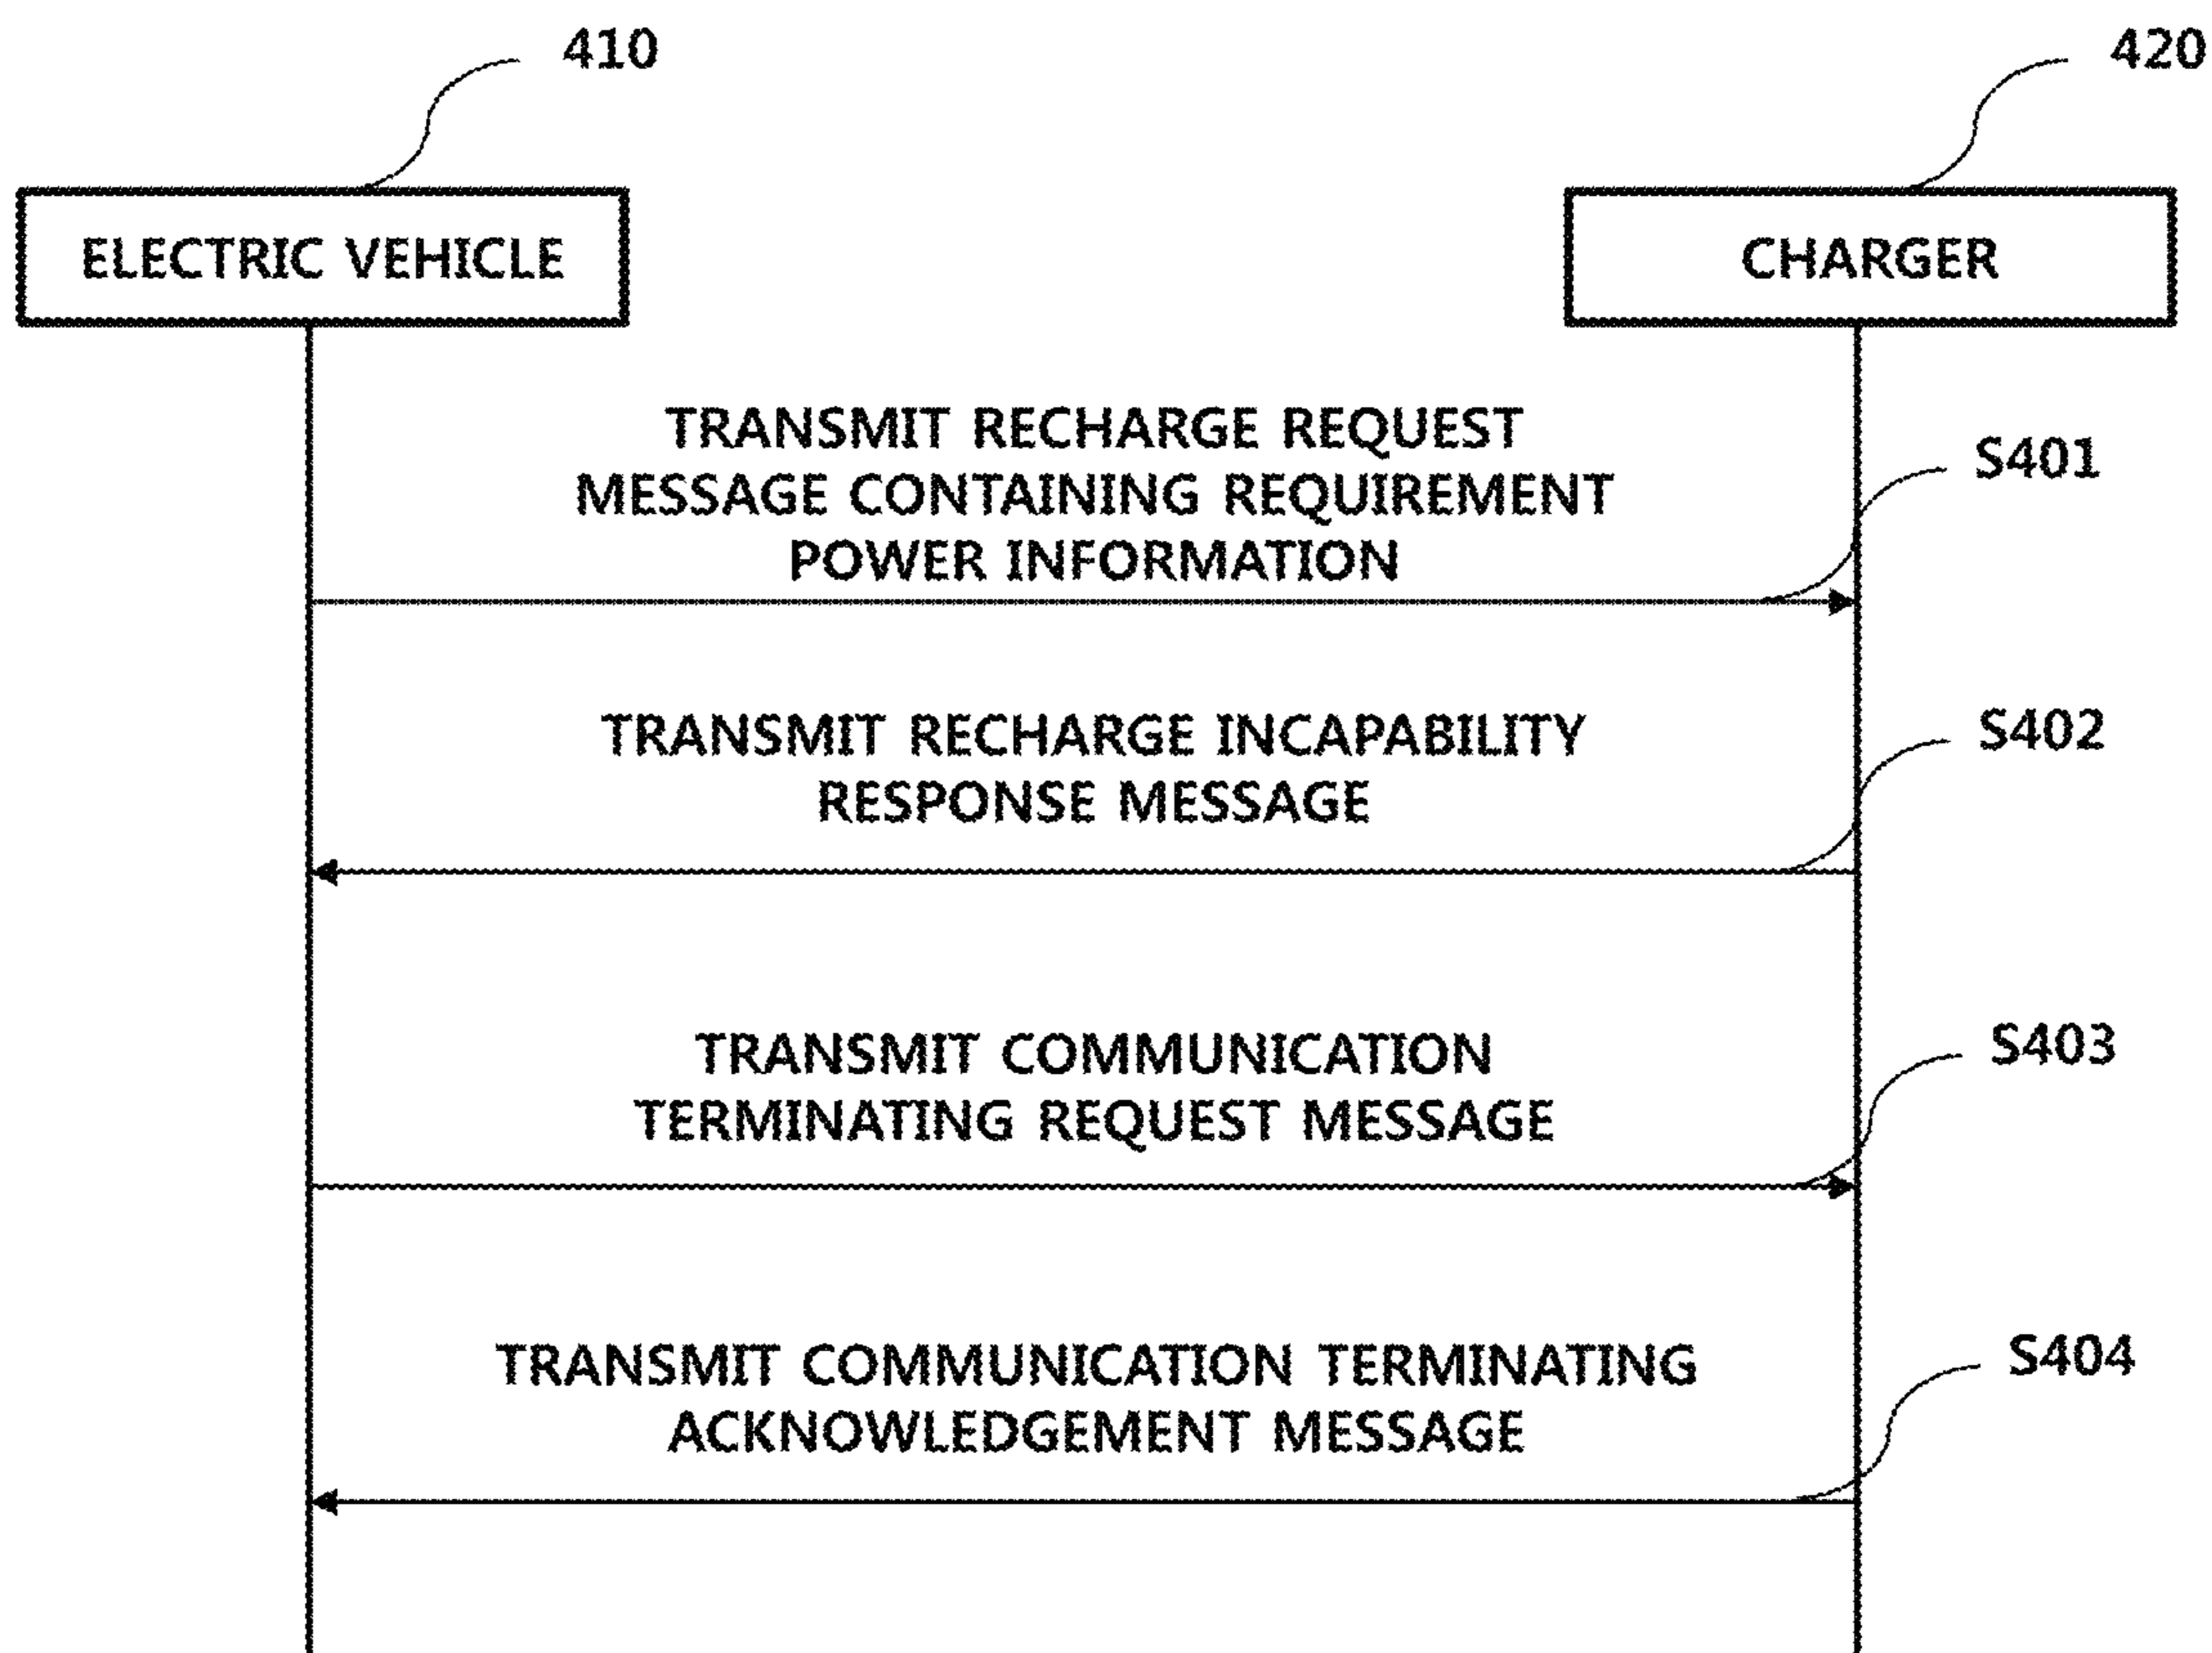 410
420
ELECTRIC VEHICLE
CHARGER
TRANSMIT RECHARGE REQUEST
MESSAGE CONTAINING REQUIREMENT
POWER INFORMATION
S401
TRANSMIT RECHARGE INCAPABILITY
RESPONSE MESSAGE
S402
TRANSMIT COMMUNICATION
TERMINATING REQUEST MESSAGE
S403
TRANSMIT COMMUNICATION TERMINATING
ACKNOWLEDGEMENT MESSAGE
S404